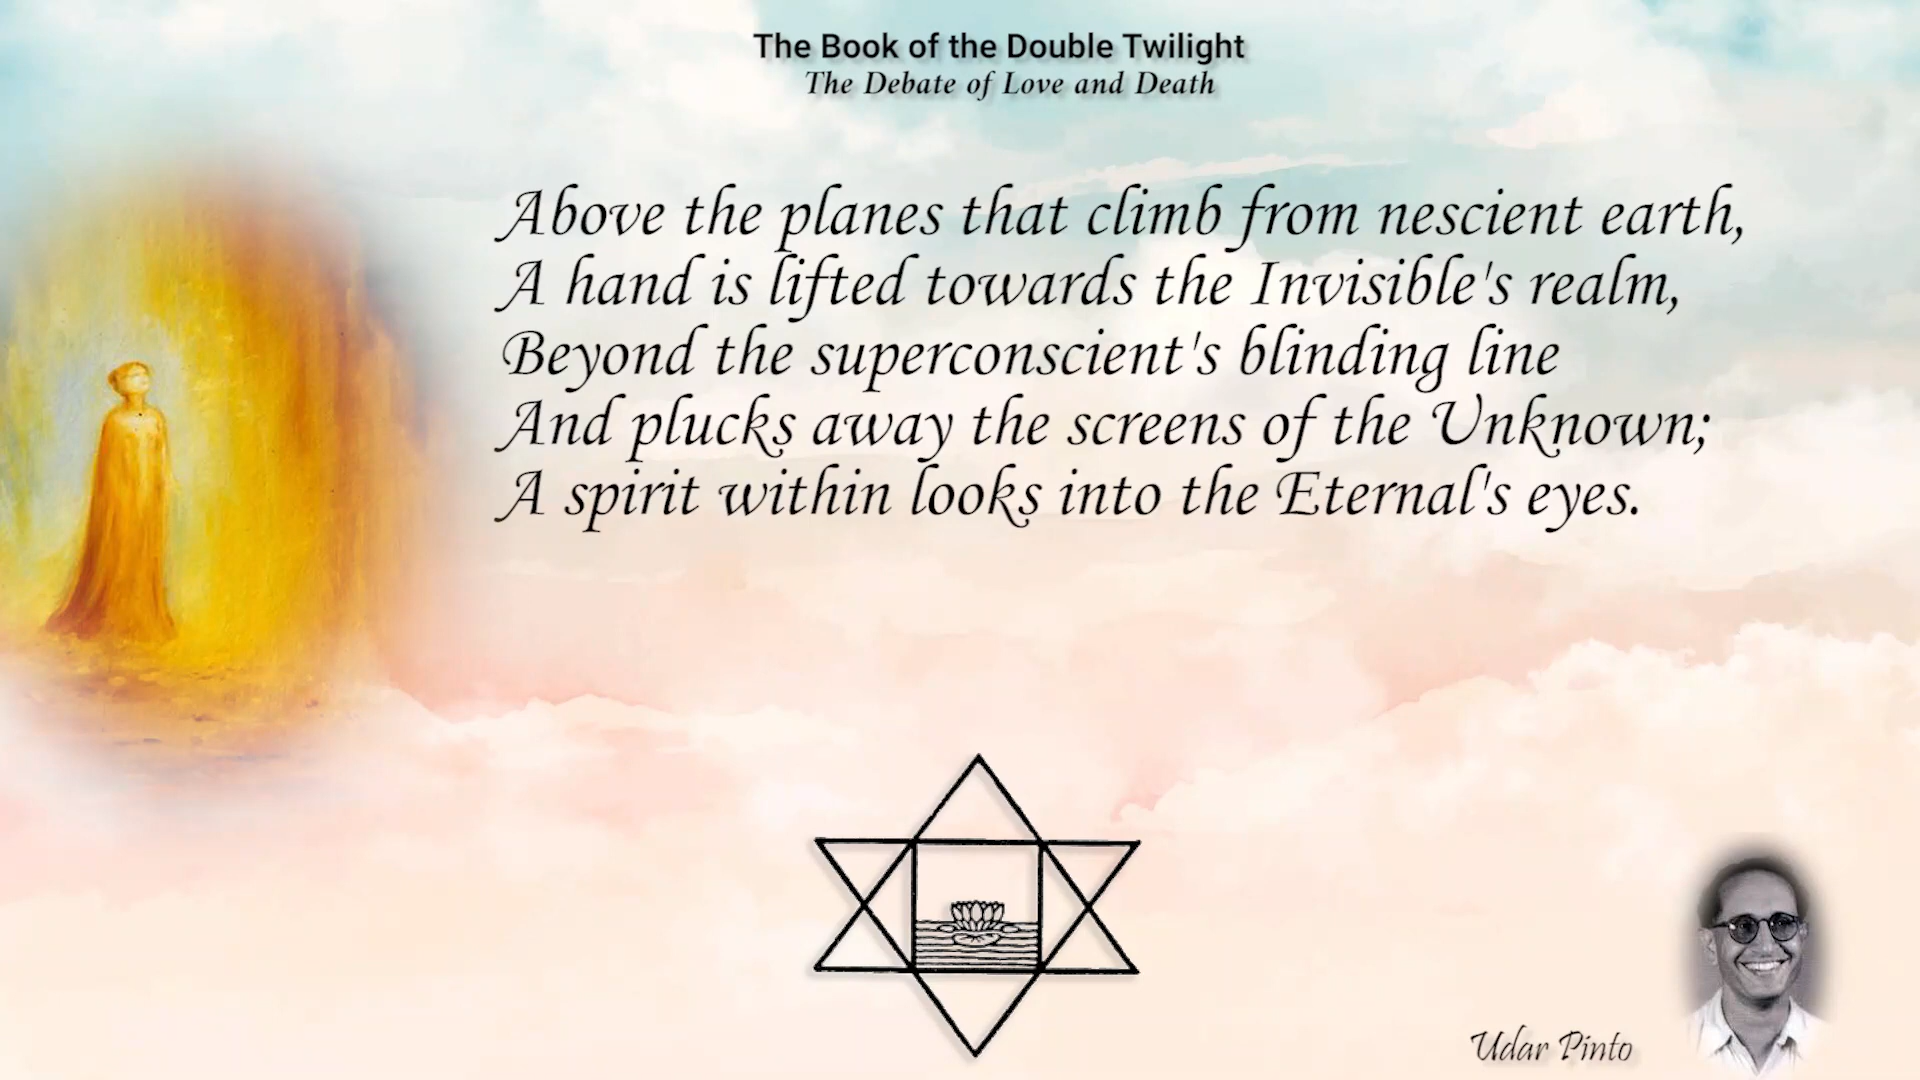 The Book of the Double Twilight
The Debate of Love and Death
Above the planes that climb from nescient earth,
A hand is lifted towards the Invisible's realm,
Beyond the superconscient's blinding line
And plucks away the screens of the Unknown;
A spirit within looks into the Eternal's eyes.
Udar Pinto